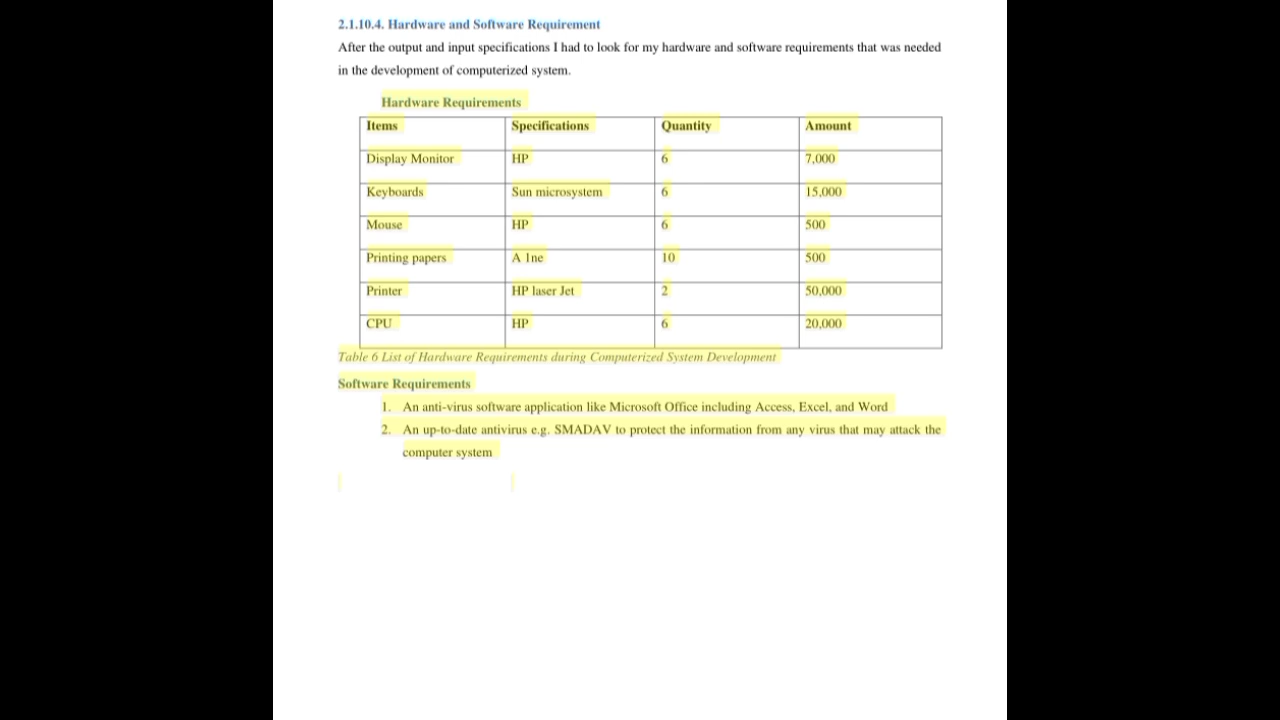 2.1.10.4. Hardware and Software Requirement
After the output and input specifications I had to look for my hardware and software requirements that was needed
in the development of computerized system.
Hardware Requirements
Items Specifications Quantity Amount
Display Monitor HP 6 7,000
Keyboards Sun microsystem 6 15,000
Mouse HP 6 500
Printing papers A 1ne 10 500
Printer HP laser Jet 2 50,000
CPU HP 6 20,000
Table 6 List of Hardware Requirements during Computerized System Development
Software Requirements
1. An anti-virus software application like Microsoft Office including Access, Excel, and Word
2. An up-to-date antivirus e.g. SMADAV to protect the information from any virus that may attack the
computer system